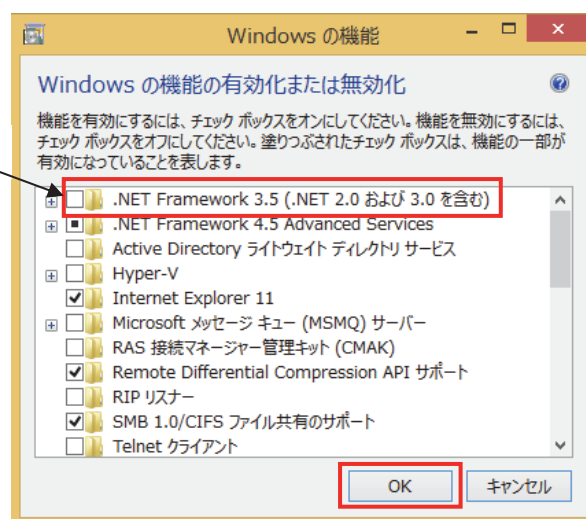 Windows の機能
Windows の機能の有効化または無効化
機能を有効にするには、チェック ボックスをオンにしてください。機能を無効にするには、
チェック ボックスをオフにしてください。塗りつぶされたチェック ボックスは、機能の一部が
有効になっていることを表します。
.NET Framework 3.5 (.NET 2.0 および 3.0 を含む)
.NET Framework 4.5 Advanced Services
Active Directory ライトウェイト ディレクトリ サービス
Hyper-V
Internet Explorer 11
Microsoft メッセージ キュー (MSMQ) サーバー
RAS 接続マネージャー管理キット (CMAK)
Remote Differential Compression API サポート
RIP リスナー
SMB 1.0/CIFS ファイル共有のサポート
Telnet クライアント
OK
キャンセル